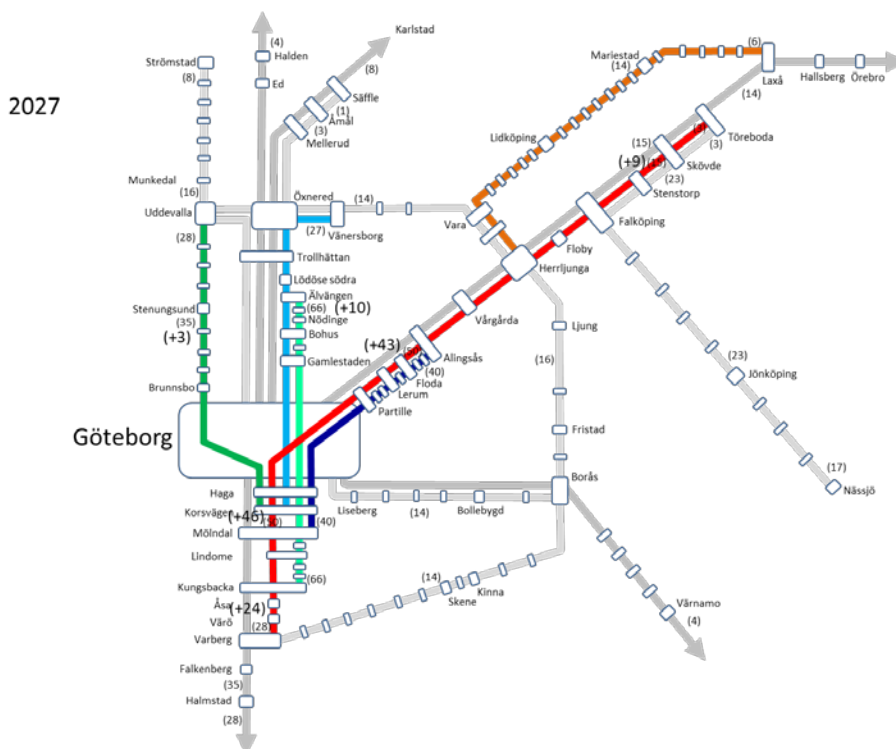 Karlstad
(4)
Mariestad
(6)
Strömstad
Halden
(8)
(14)
(8)
Ed
Säffle
Laxå
Hallsberg
Örebro
2027
(1)
Åmål
(14)
(3)
Mellerud
Lidköping
(15)
Töreboda
(3)
Munkedal
(+9)
Skövde
(16)
Öxnered
(14)
(23)
Stenstorp
Uddevalla
(27)
Vänersborg
Vara
Falköping
(28)
Floby
Trollhättan
Herrljunga
Lödöse södra
Älvängen
Stenungsund
(66)
(+10)
Vårgårda
(35)
Nödinge
Ljung
(+3)
Bohus
(+43)
Alingsås
Gamlestaden
(40)
(16)
(23)
Floda
Jönköping
Brunnsbo
Lerum
Partille
Fristad
Göteborg
(17)
Borås
Nässjö
Haga
Liseberg
(14)
Bollebygd
Korsvägen
(+46)
(50)
(40)
Mölndal
Lindome
(66)
(14)
Kinna
Kungsbacka
Skene
Åsa
(+24)
Värnamo
Värö
(28)
(4)
Varberg
Falkenberg
(35)
Halmstad
(28)